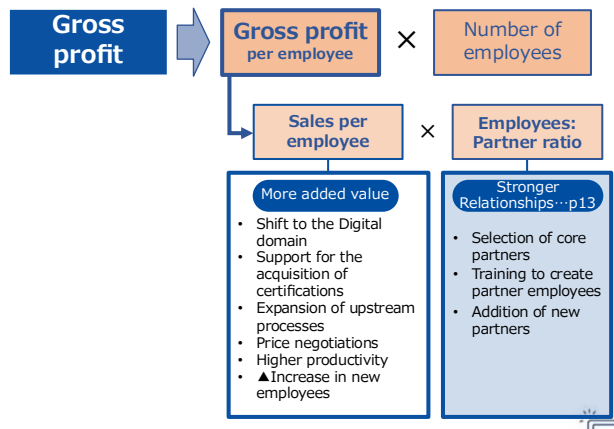 Gross
profit
Gross profit
per employee
×
Number of
employees
Sales per
employee
×
Employees:
Partner ratio
More added value
• Shift to the Digital
domain
• Support for the
acquisition of
certifications
• Expansion of upstream
processes
• Price negotiations
• Higher productivity
• ▲Increase in new
employees
Stronger
Relationships…p13
• Selection of core
partners
• Training to create
partner employees
• Addition of new
partners